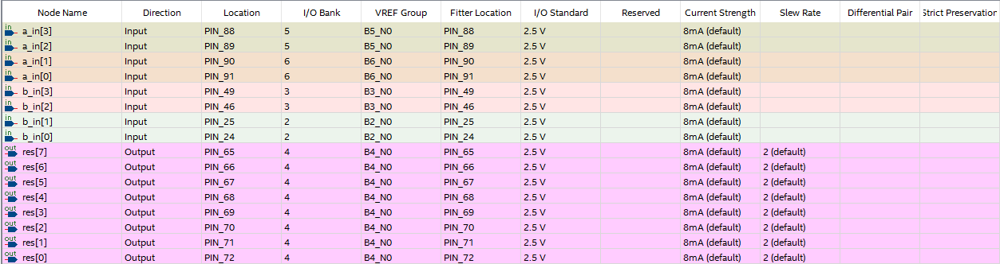 Node Name Direction Location I/O Bank VREF Group Fitter Location I/O Standard Reserved Current Strength Slew Rate Differential Pair Strict Preservation
in a_in[3] Input PIN_88 5 B5_N0 PIN_88 2.5 V 8mA (default)
in a_in[2] Input PIN_89 5 B5_N0 PIN_89 2.5 V 8mA (default)
in a_in[1] Input PIN_90 6 B6_N0 PIN_90 2.5 V 8mA (default)
in a_in[0] Input PIN_91 6 B6_N0 PIN_91 2.5 V 8mA (default)
in b_in[3] Input PIN_49 3 B3_N0 PIN_49 2.5 V 8mA (default)
in b_in[2] Input PIN_46 3 B3_N0 PIN_46 2.5 V 8mA (default)
in b_in[1] Input PIN_25 2 B2_N0 PIN_25 2.5 V 8mA (default)
in b_in[0] Input PIN_24 2 B2_N0 PIN_24 2.5 V 8mA (default)
out res[7] Output PIN_65 4 B4_N0 PIN_65 2.5 V 8mA (default) 2 (default)
out res[6] Output PIN_66 4 B4_N0 PIN_66 2.5 V 8mA (default) 2 (default)
out res[5] Output PIN_67 4 B4_N0 PIN_67 2.5 V 8mA (default) 2 (default)
out res[4] Output PIN_68 4 B4_N0 PIN_68 2.5 V 8mA (default) 2 (default)
out res[3] Output PIN_69 4 B4_N0 PIN_69 2.5 V 8mA (default) 2 (default)
out res[2] Output PIN_70 4 B4_N0 PIN_70 2.5 V 8mA (default) 2 (default)
out res[1] Output PIN_71 4 B4_N0 PIN_71 2.5 V 8mA (default) 2 (default)
out res[0] Output PIN_72 4 B4_N0 PIN_72 2.5 V 8mA (default) 2 (default)